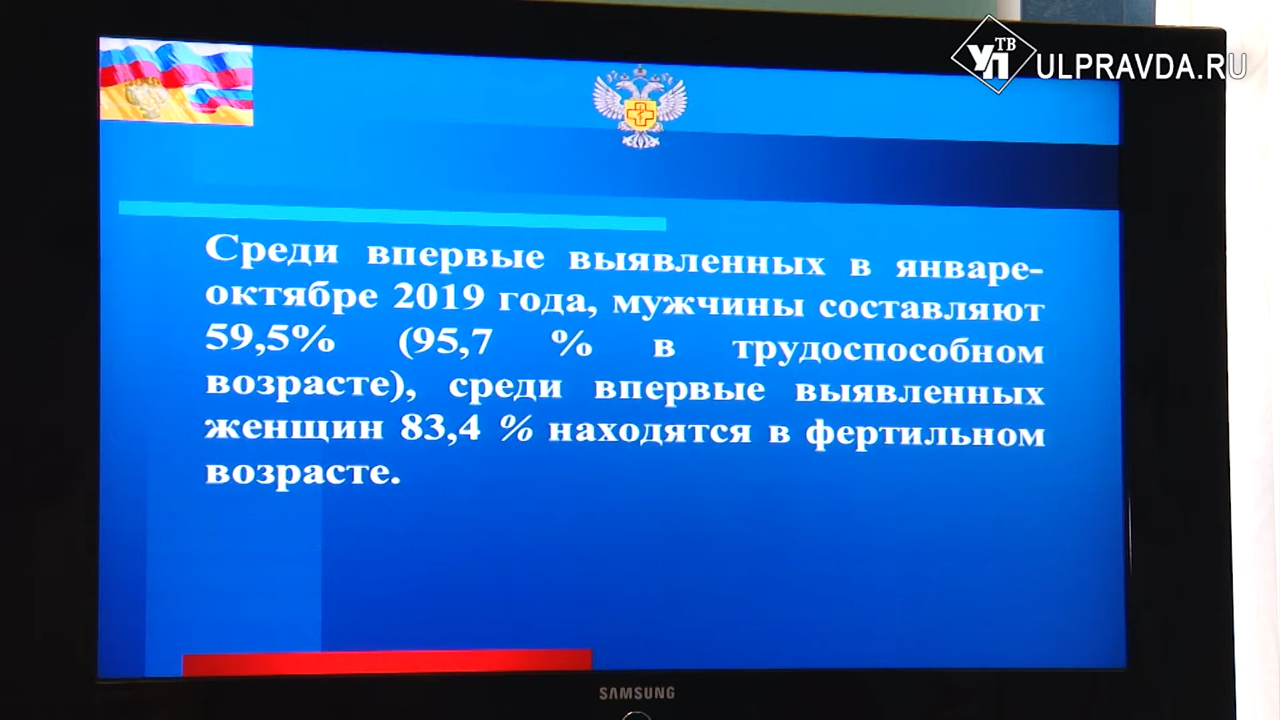 УП ТВ ULPRAVDA.RU
Среди впервые выявленных в январе-
октябре 2019 года, мужчины составляют
59,5% (95,7 % в трудоспособном
возрасте), среди впервые выявленных
женщин 83,4 % находятся в фертильном
возрасте.
SAMSUNG